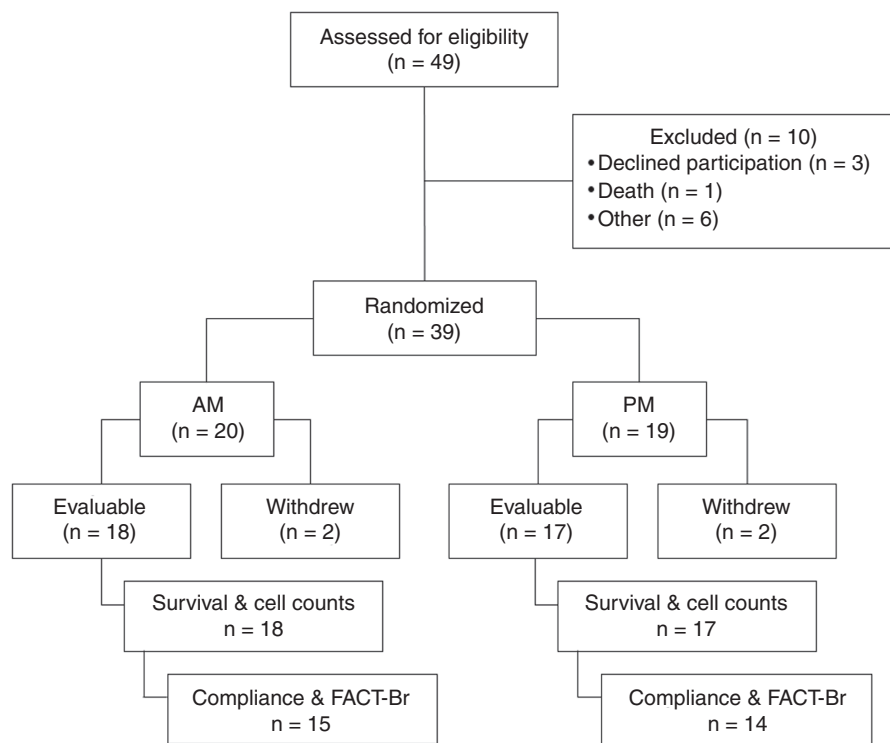 Assessed for eligibility
(n = 49)
Excluded (n = 10)
•Declined participation (n = 3)
•Death (n = 1)
•Other (n = 6)
Randomized
(n = 39)
AM
(n = 20)
PM
(n = 19)
Evaluable
(n = 18)
Withdrew
(n = 2)
Evaluable
(n = 17)
Withdrew
(n = 2)
Survival & cell counts
n = 18
Survival & cell counts
n = 17
Compliance & FACT-Br
n = 15
Compliance & FACT-Br
n = 14